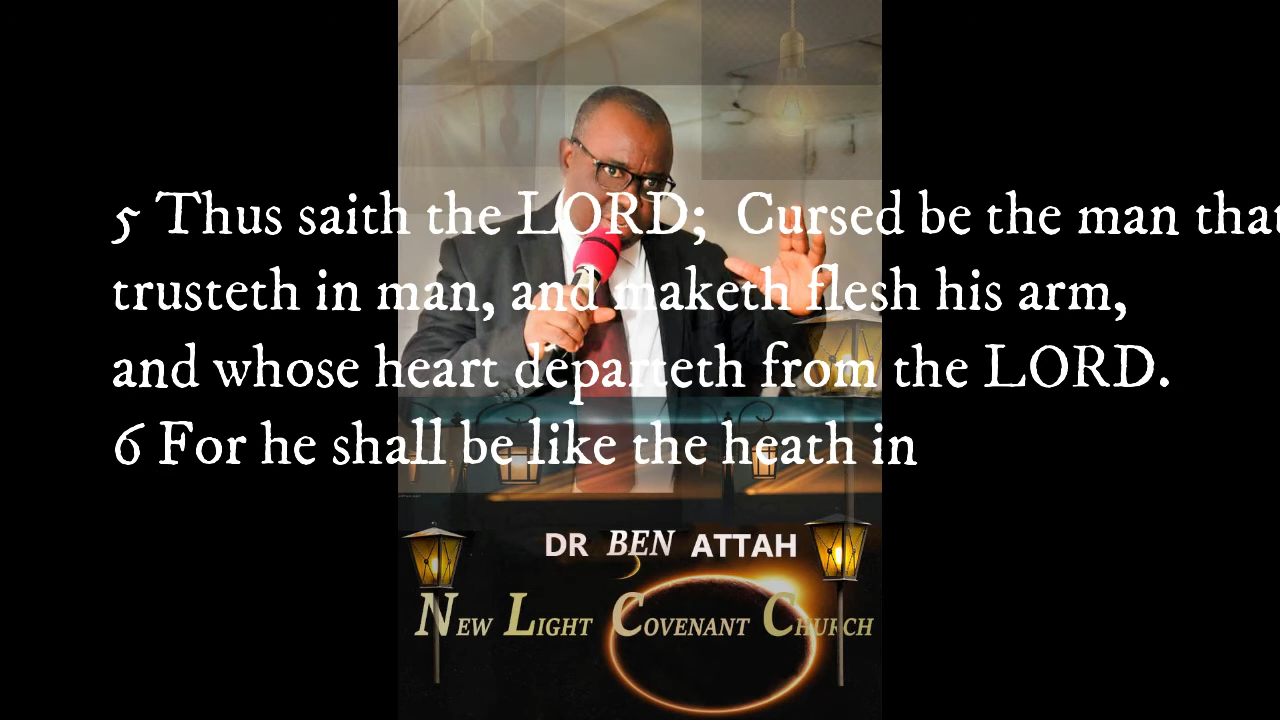 5 Thus saith the LORD;  Cursed be the man that
trusteth in man, and maketh flesh his arm,
and whose heart departeth from the LORD.
6 For he shall be like the heath in
DR BEN ATTAH
NEW LIGHT COVENANT CHURCH